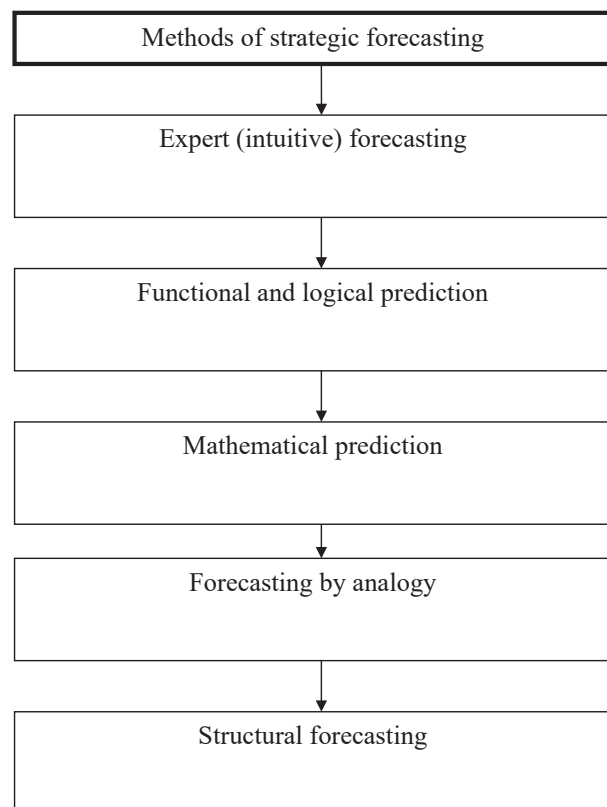 Methods of strategic forecasting
Expert (intuitive) forecasting
Functional and logical prediction
Mathematical prediction
Forecasting by analogy
Structural forecasting